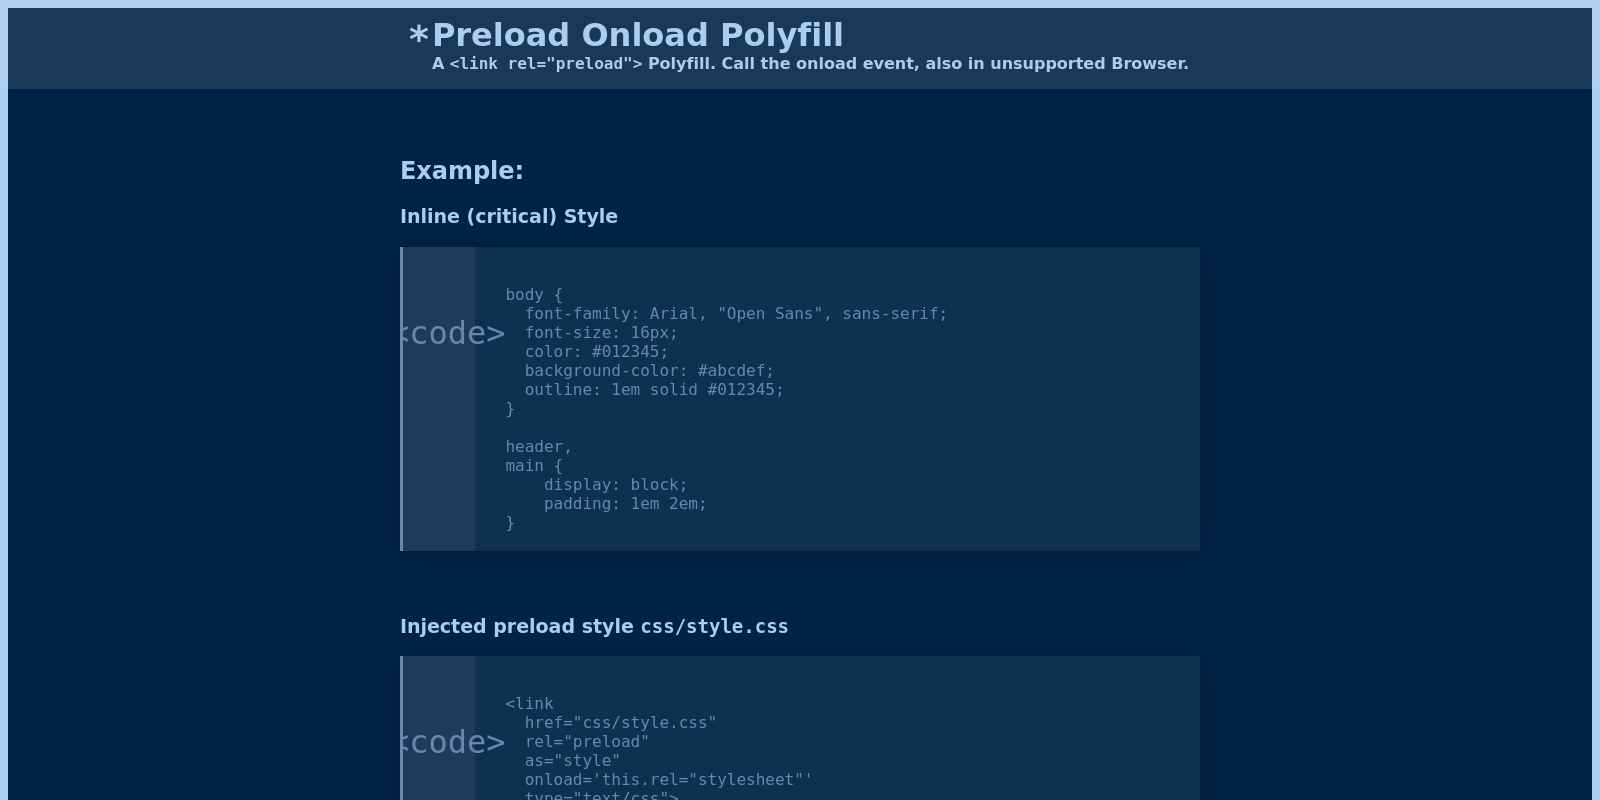 *Preload Onload Polyfill
A <link rel="preload"> Polyfill. Call the onload event, also in unsupported Browser.
Example:
Inline (critical) Style
<code>
body {
  font-family: Arial, "Open Sans", sans-serif;
  font-size: 16px;
  color: #012345;
  background-color: #abcdef;
  outline: 1em solid #012345;
}
header,
main {
    display: block;
    padding: 1em 2em;
}
Injected preload style css/style.css
<code>
<link
  href="css/style.css"
  rel="preload"
  as="style"
  onload='this.rel="stylesheet"'
  type="text/css">